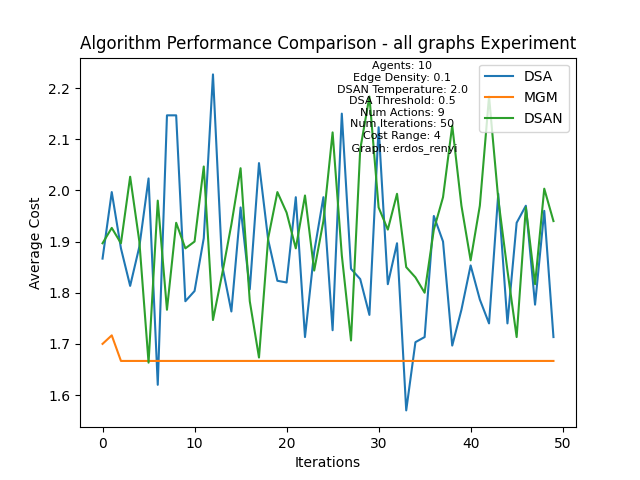 Algorithm Performance Comparison - all graphs Experiment
Agents: 10
Edge Density: 0.1
DSAN Temperature: 2.0
DSA Threshold: 0.5
Num Actions: 9
Num Iterations: 50
Cost Range: 4
Graph: erdos_renyi
DSA
MGM
DSAN
Average Cost
2.2
2.1
2.0
1.9
1.8
1.7
1.6
0 10 20 30 40 50
Iterations